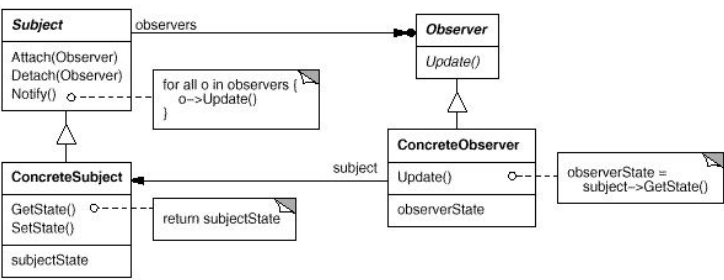 Subject
observers
Observer
Attach(Observer)
Detach(Observer)
Notify()
for all o in observers {
o->Update()
}
Update()
ConcreteSubject
GetState()
SetState()
subjectState
return subjectState
subject
ConcreteObserver
Update()
observerState
observerState =
subject->GetState()